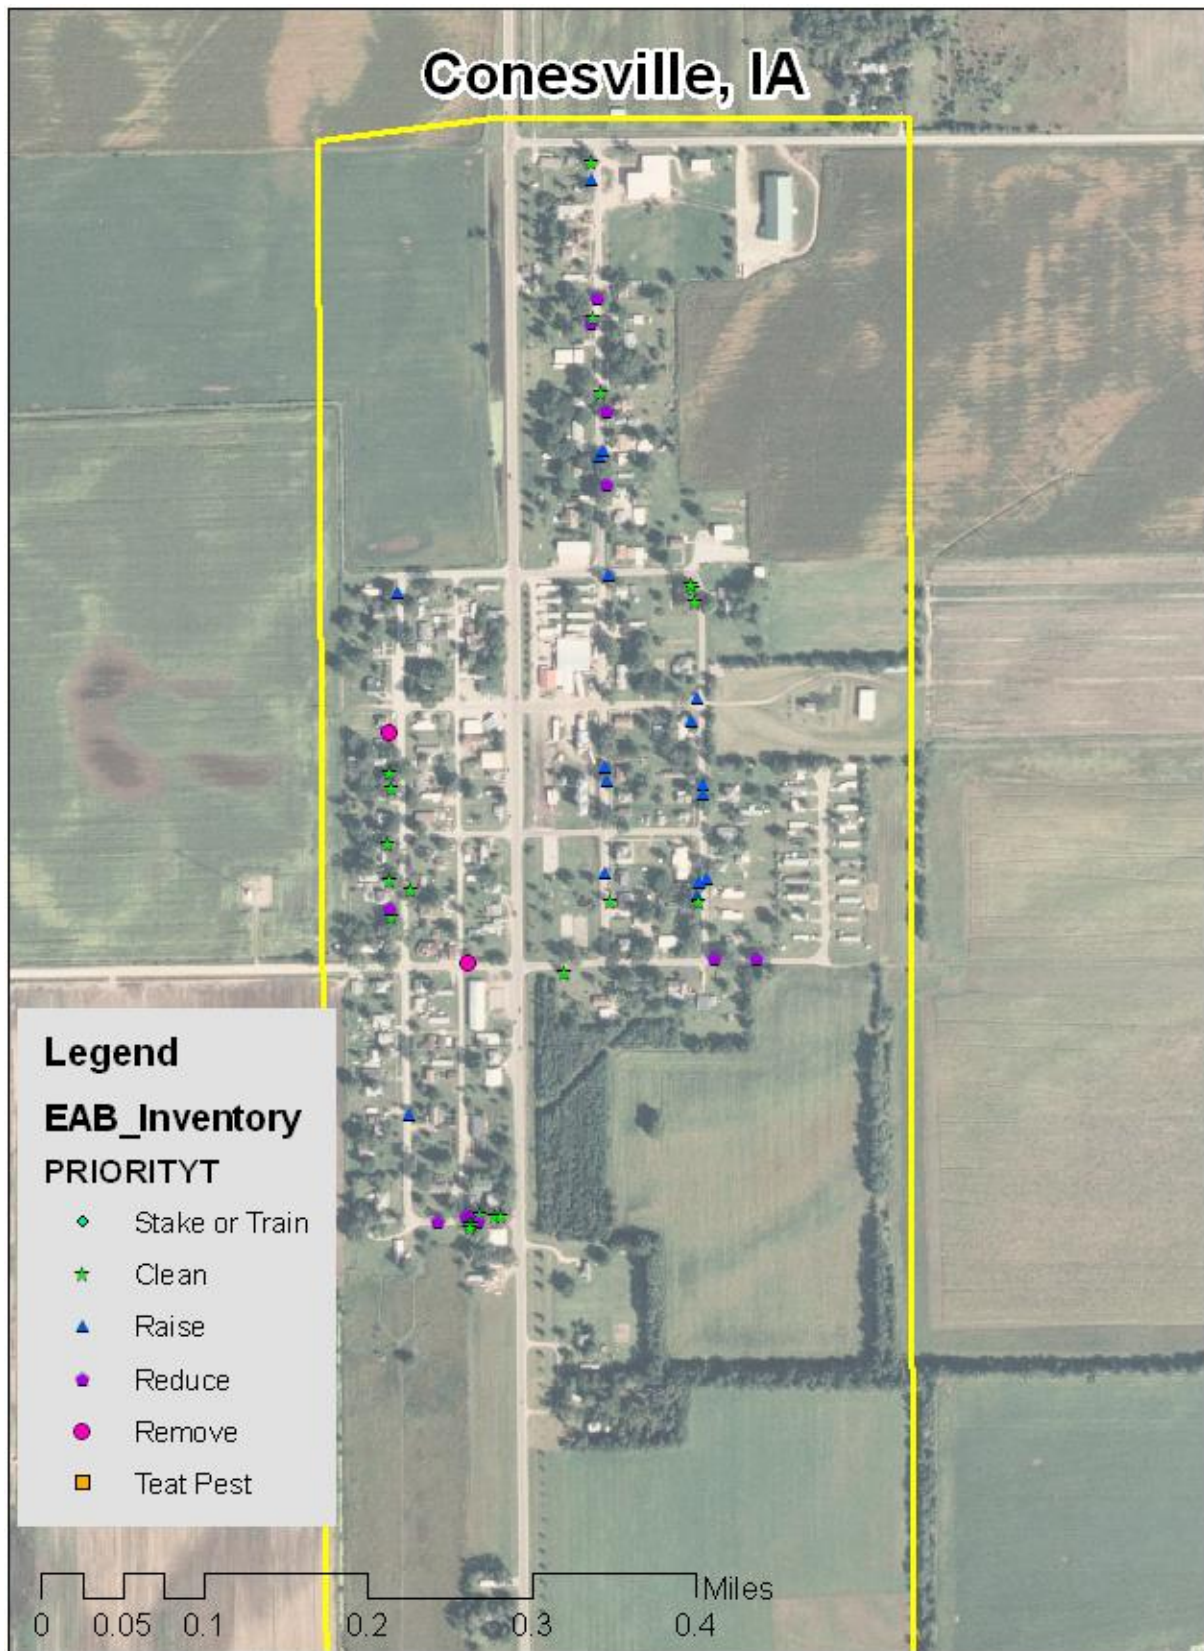 Conesville, IA
Legend
EAB_Inventory
PRIORITYT
Stake or Train
Clean
Raise
Reduce
Remove
Teat Pest
Miles
0 0.05 0.1 0.2 0.3 0.4